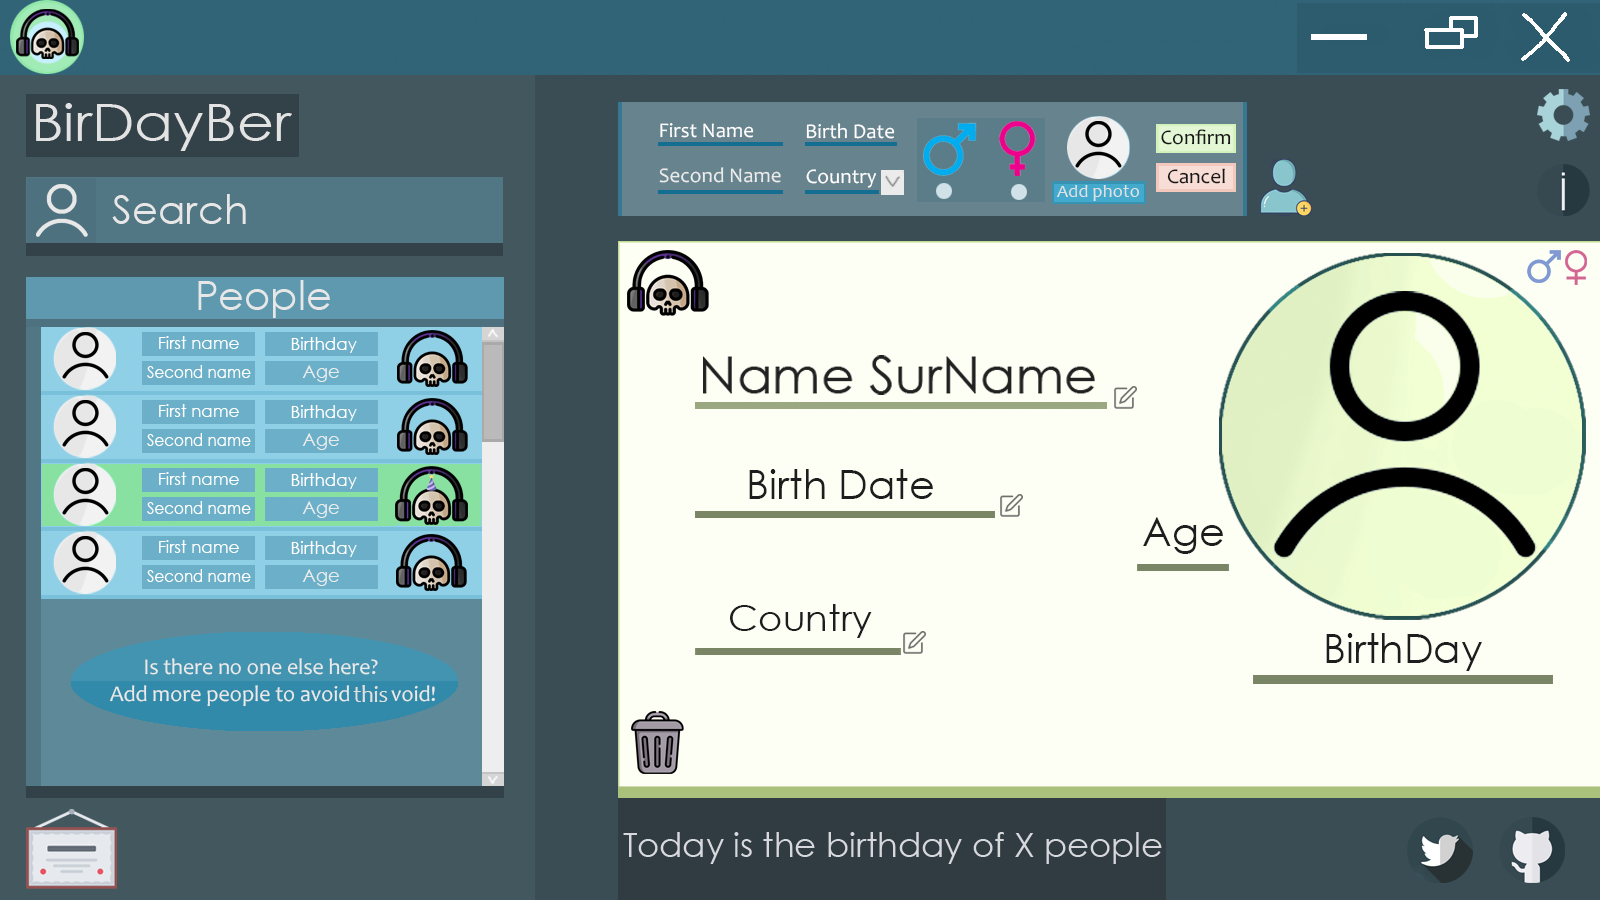 BirDayBer
Search
People
First name
Birthday
Second name
Age
First name
Birthday
Second name
Age
First name
Birthday
Second name
Age
First name
Birthday
Second name
Age
Is there no one else here?
Add more people to avoid this void!
First Name
Birth Date
Second Name
Country
Add photo
Confirm
Cancel
i
Name SurName
Birth Date
Age
Country
BirthDay
Today is the birthday of X people